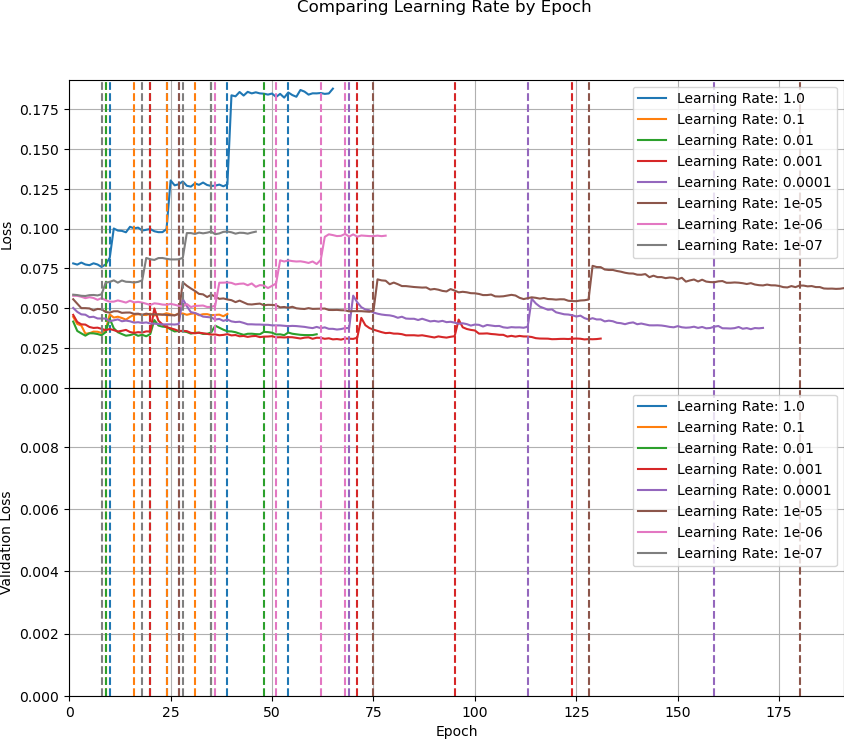 Comparing Learning Rate by Epoch
Loss
0.175
0.150
0.125
0.100
0.075
0.050
0.025
0.000
Learning Rate: 1.0
Learning Rate: 0.1
Learning Rate: 0.01
Learning Rate: 0.001
Learning Rate: 0.0001
Learning Rate: 1e-05
Learning Rate: 1e-06
Learning Rate: 1e-07
Validation Loss
0.008
0.006
0.004
0.002
0.000
Learning Rate: 1.0
Learning Rate: 0.1
Learning Rate: 0.01
Learning Rate: 0.001
Learning Rate: 0.0001
Learning Rate: 1e-05
Learning Rate: 1e-06
Learning Rate: 1e-07
0 25 50 75 100 125 150 175
Epoch